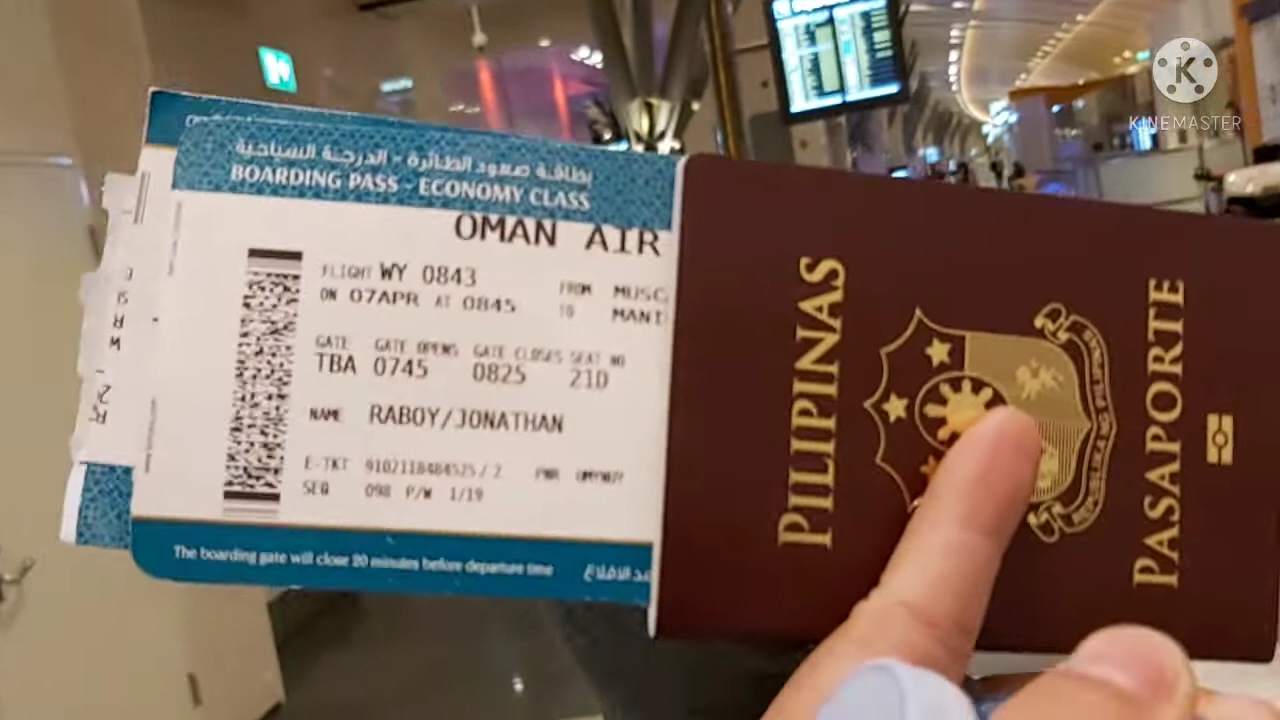 KINEMASTER
بطاقة صعود الطائرة - الدرجة السياحية
BOARDING PASS - ECONOMY CLASS
OMAN AIR
FLIGHT WY 0843 FROM MUSC
ON 07APR AT 0845 TO MANI
GATE GATE OPENS GATE CLOSES SEAT NO
TBA 0745 0825 21D
NAME RABOY/JONATHAN
E-TKT 9102118484525/2
SEQ 098 P/W 1/19
The boarding gate will close 20 minutes before departure time
PILIPINAS
PASAPORTE